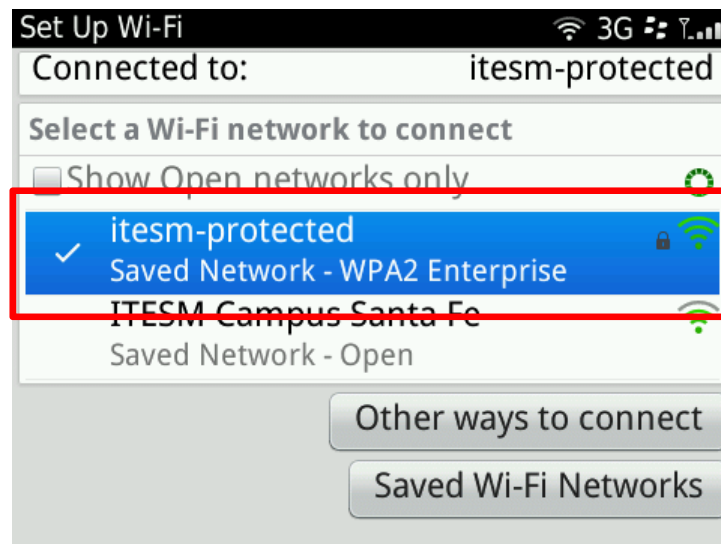 Set Up Wi-Fi 3G
Connected to: itesm-protected
Select a Wi-Fi network to connect
Show Open networks only
itesm-protected
Saved Network - WPA2 Enterprise
ITESM Campus Santa Fe
Saved Network - Open
Other ways to connect
Saved Wi-Fi Networks